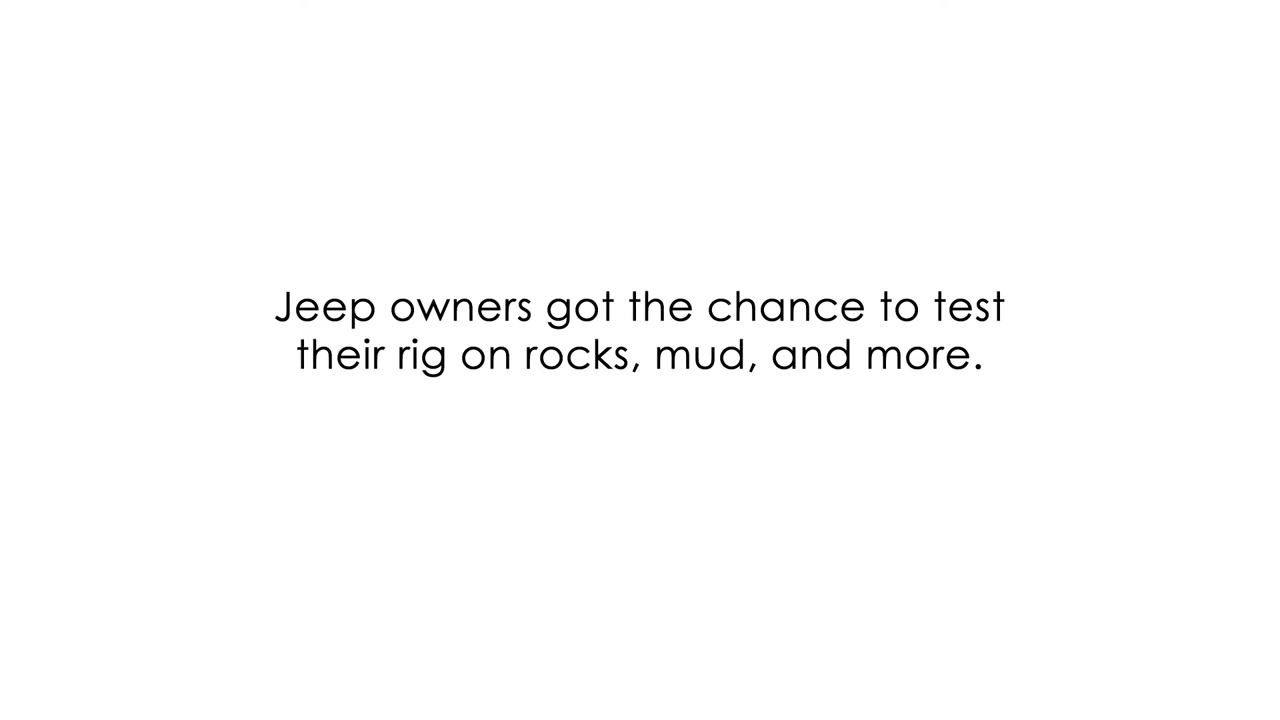 Jeep owners got the chance to test
their rig on rocks, mud, and more.